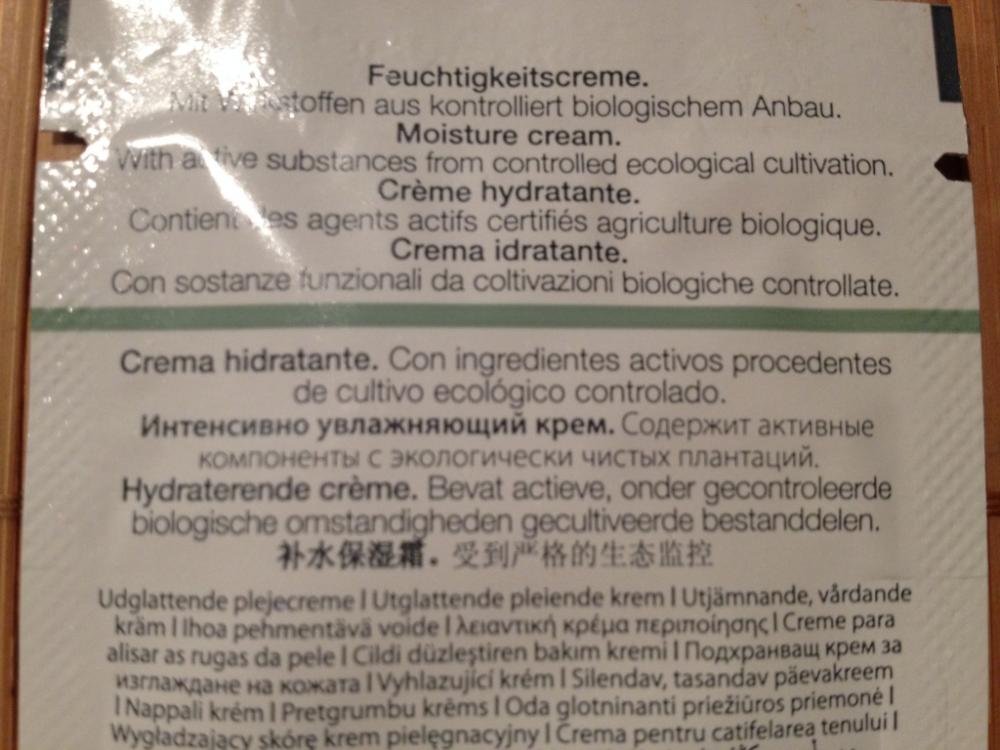 Feuchtigkeitscreme.
Mit Wirkstoffen aus kontrolliert biologischem Anbau.
Moisture cream.
With active substances from controlled ecological cultivation.
Crème hydratante.
Contient des agents actifs certifiés agriculture biologique.
Crema idratante.
Con sostanze funzionali da coltivazioni biologiche controllate.
Crema hidratante. Con ingredientes activos procedentes
de cultivo ecológico controlado.
Интенсивно увлажняющий крем. Содержит активные
компоненты с экологически чистых плантаций.
Hydraterende crème. Bevat actieve, onder gecontroleerde
biologische omstandigheden gecultiveerde bestanddelen.
补水保湿霜。受到严格的生态监控
Udglattende plejecreme | Utglattende pleiende krem | Utjämnande, vårdande
kräm | Ihoa pehmentävä voide | λειαντική κρέμα περιποίησης | Creme para
alisar as rugas da pele | Cildi düzleştiren bakım kremi | Подхранващ крем за
изглаждане на кожата | Vyhlazující krém | Silendav, tasandav päevakreem
| Nappali krém | Pretgrumbu krēms | Oda glotninanti priežiūros priemonė |
Wygładzający skórę krem pielęgnacyjny | Crema pentru catifelarea tenului |